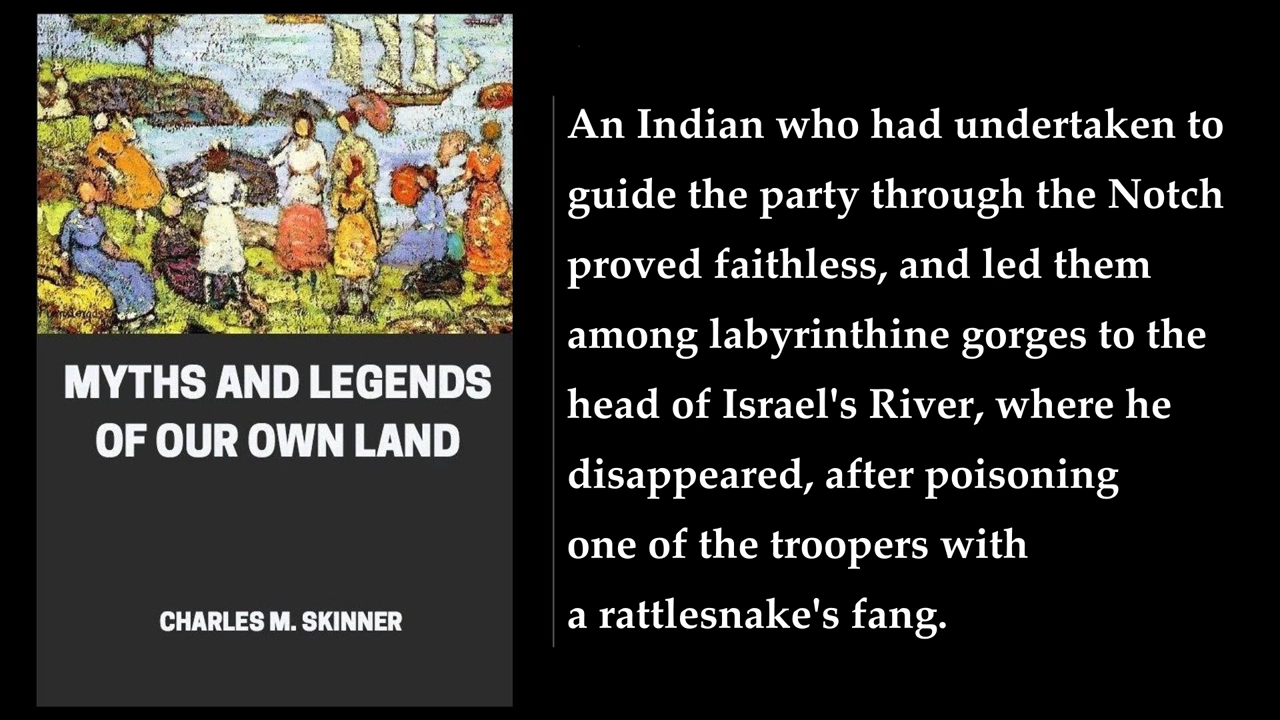 MYTHS AND LEGENDS
OF OUR OWN LAND
CHARLES M. SKINNER
An Indian who had undertaken to
guide the party through the Notch
proved faithless, and led them
among labyrinthine gorges to the
head of Israel's River, where he
disappeared, after poisoning
one of the troopers with
a rattlesnake's fang.